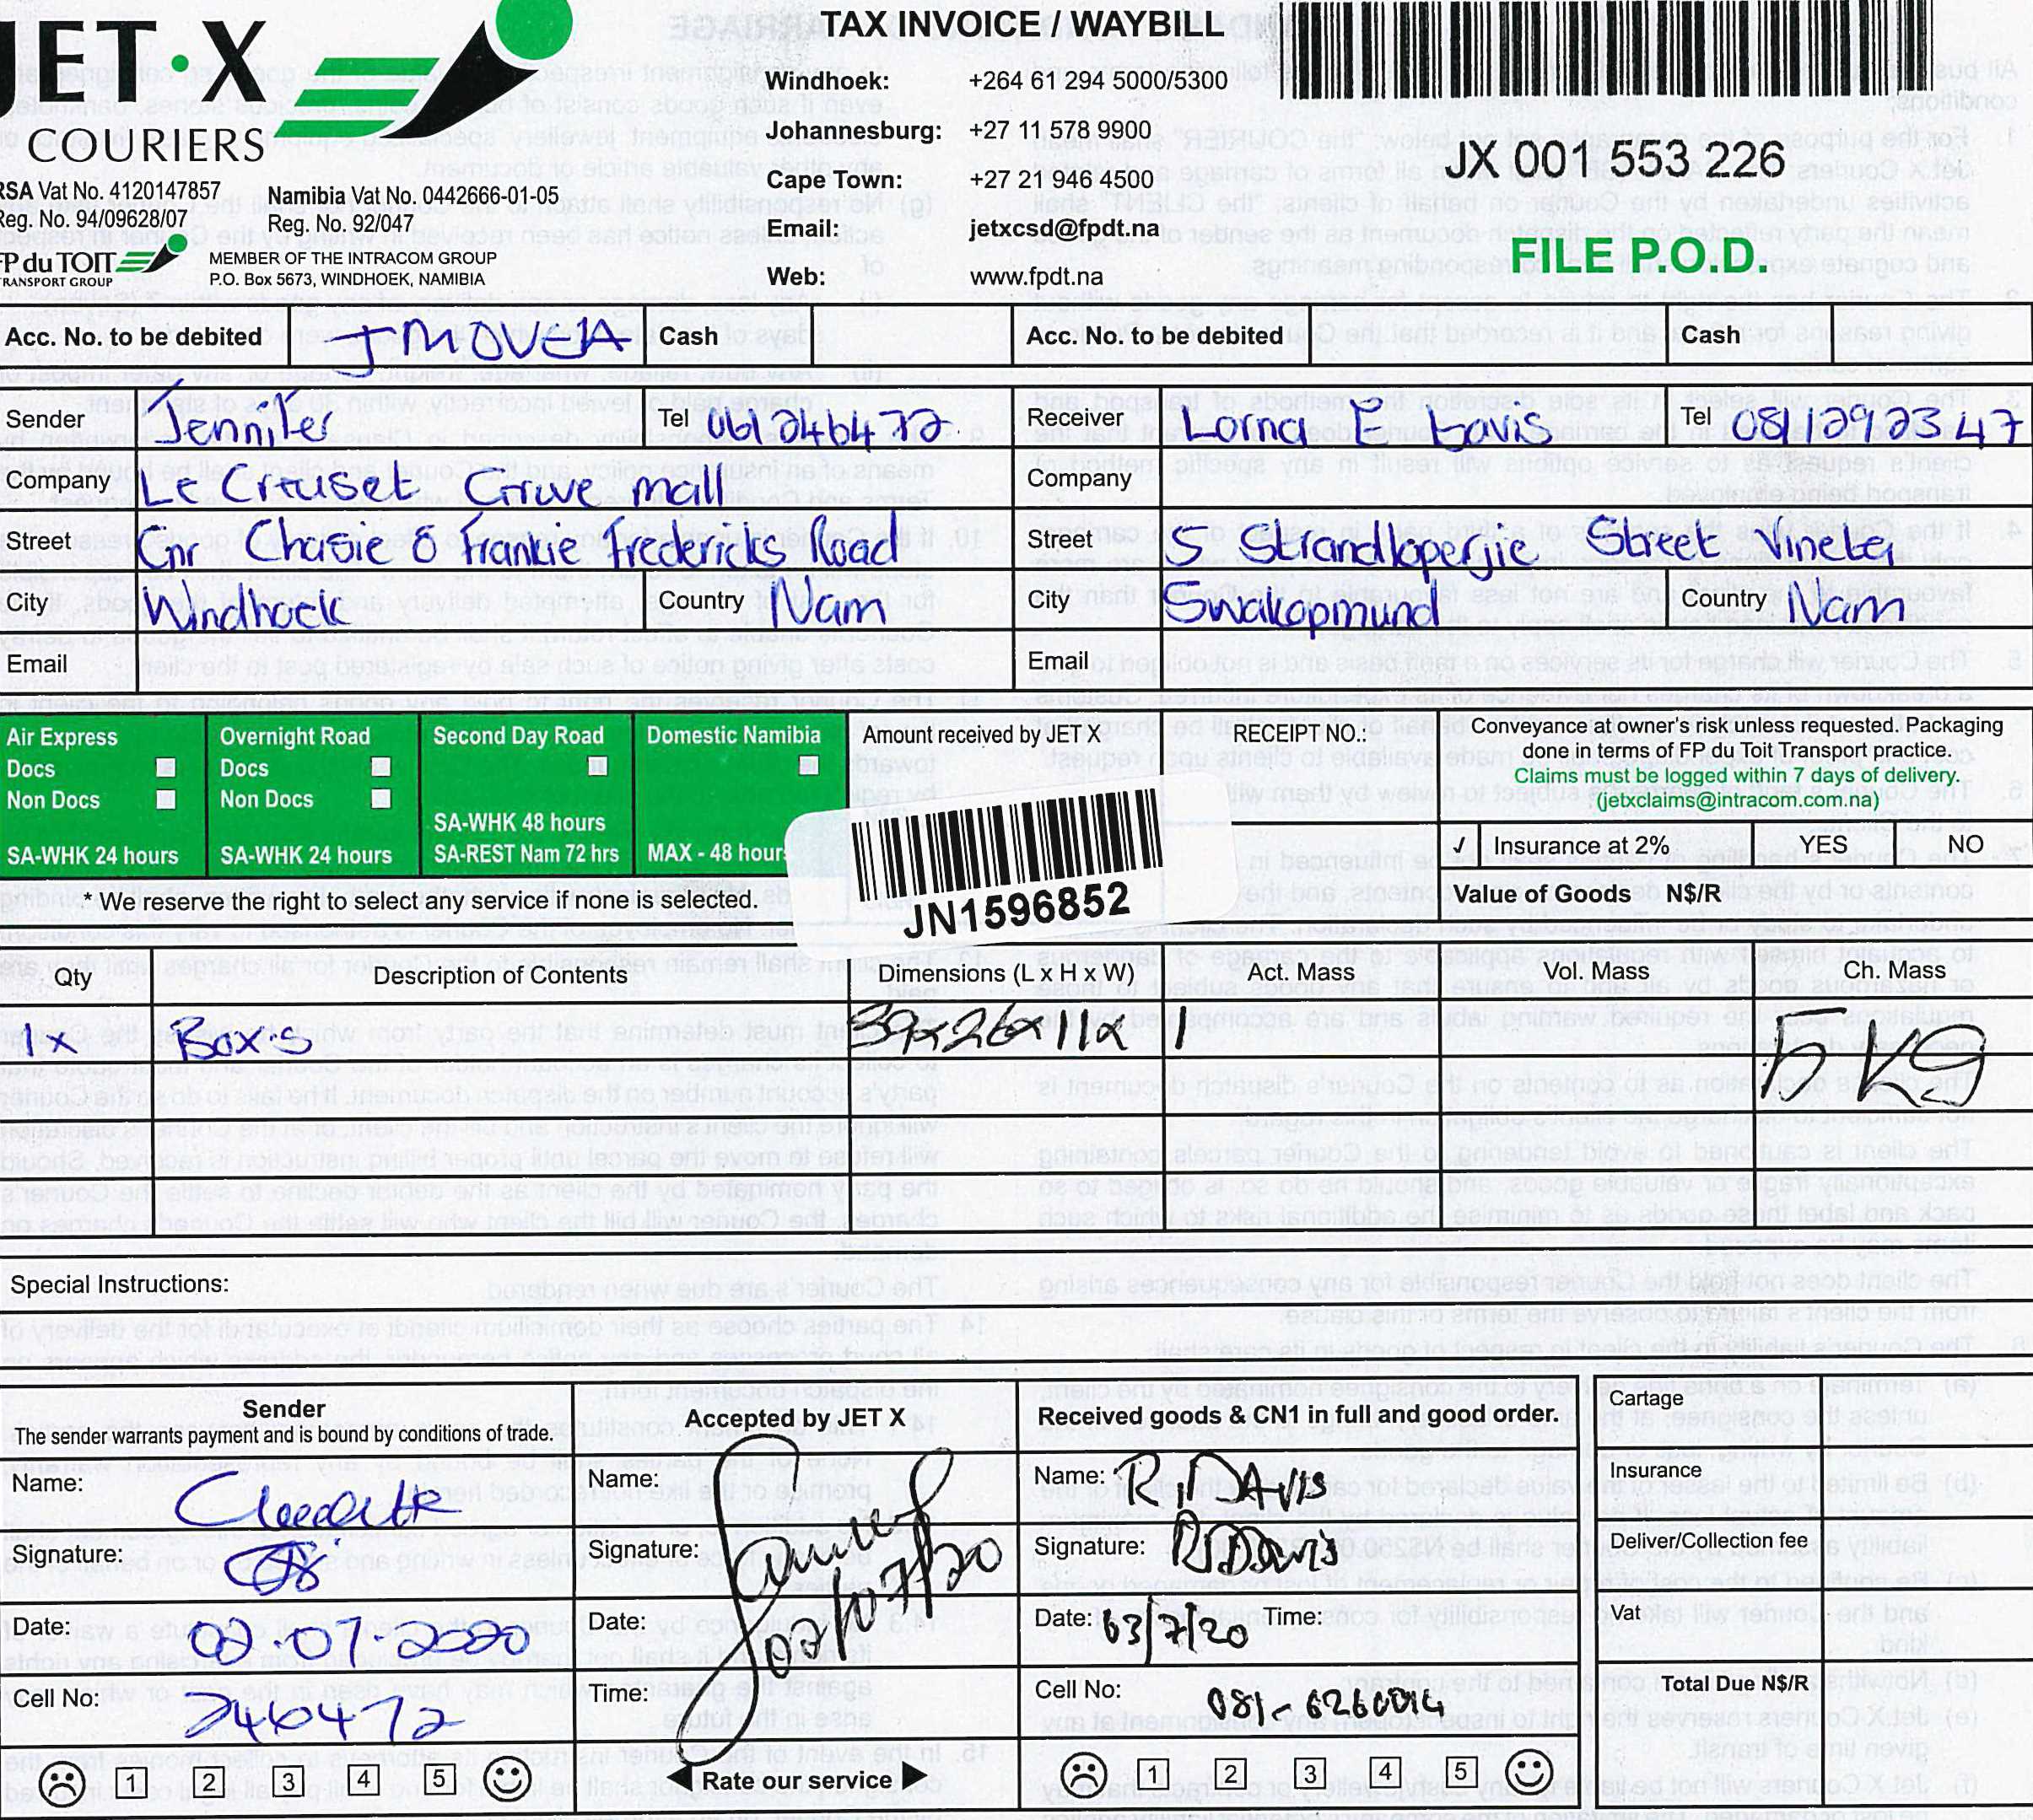 JET·X
COURIERS
RSA Vat No. 4120147857
Reg. No. 94/09628/07
Namibia Vat No. 0442666-01-05
Reg. No. 92/047
FP du TOIT
TRANSPORT GROUP
MEMBER OF THE INTRACOM GROUP
P.O. Box 5673, WINDHOEK, NAMIBIA
TAX INVOICE / WAYBILL
Windhoek: +264 61 294 5000/5300
Johannesburg: +27 11 578 9900
Cape Town: +27 21 946 4500
Email: jetxcsd@fpdt.na
Web: www.fpdt.na
JX 001 553 226
FILE P.O.D.
Acc. No. to be debited JMOVEJA Cash
Acc. No. to be debited Cash
Sender Jennifer Tel 061246472
Company Le Creuset Grove mall
Street Cnr Chasie & Frankie Fredericks Road
City Windhoek Country Nam
Email
Receiver Lorna E Davis Tel 0814292347
Company
Street 5 Strandloperjie Street Vineta
City Swakopmund Country Nam
Email
Air Express
Docs
Non Docs
SA-WHK 24 hours
Overnight Road
Docs
Non Docs
SA-WHK 24 hours
Second Day Road
SA-WHK 48 hours
SA-REST Nam 72 hrs
Domestic Namibia
MAX - 48 hour
* We reserve the right to select any service if none is selected.
Amount received by JET X
RECEIPT NO.:
JN1596852
Conveyance at owner's risk unless requested. Packaging
done in terms of FP du Toit Transport practice.
Claims must be logged within 7 days of delivery.
(jetxclaims@intracom.com.na)
✓ Insurance at 2% YES NO
Value of Goods N$/R
Qty Description of Contents Dimensions (L x H x W) Act. Mass Vol. Mass Ch. Mass
1x Box's 39x26x11x 1 5KG
Special Instructions:
Sender
The sender warrants payment and is bound by conditions of trade.
Name: Claudette
Signature:
Date: 02.07.2020
Cell No: 246472
1 2 3 4 5
Accepted by JET X
Name:
Signature:
Date: 02/07/20
Time:
Rate our service
Received goods & CN1 in full and good order.
Name: R. DAVIS
Signature: RDDavis
Date: 03/7/20 Time:
Cell No: 081-6260014
1 2 3 4 5
Cartage
Insurance
Deliver/Collection fee
Vat
Total Due N$/R